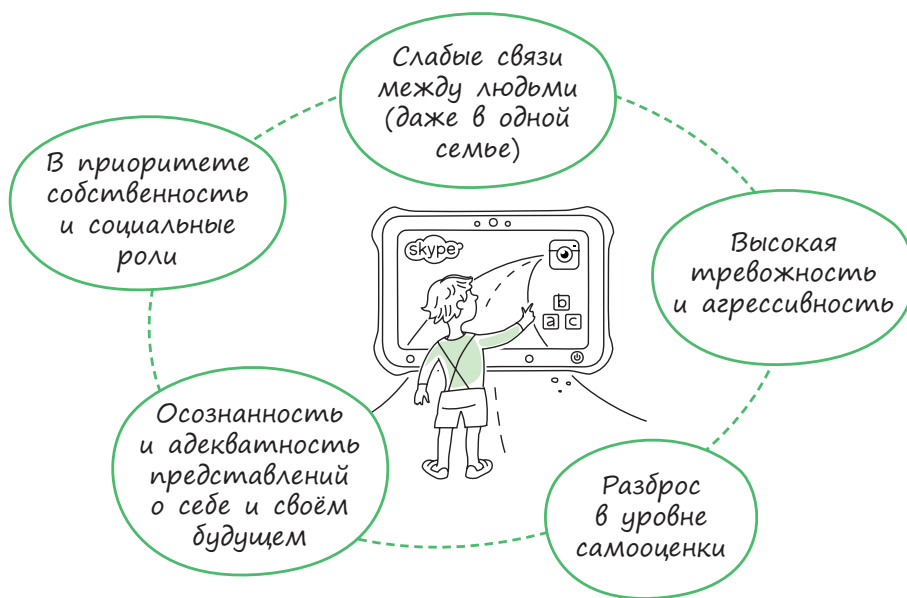 Слабые связи
между людьми
(даже в одной
семье)
В приоритете
собственность
и социальные
роли
Высокая
тревожность
и агрессивность
skype
b
a c
Осознанность
и адекватность
представлений
о себе и своём
будущем
Разброс
в уровне
самооценки